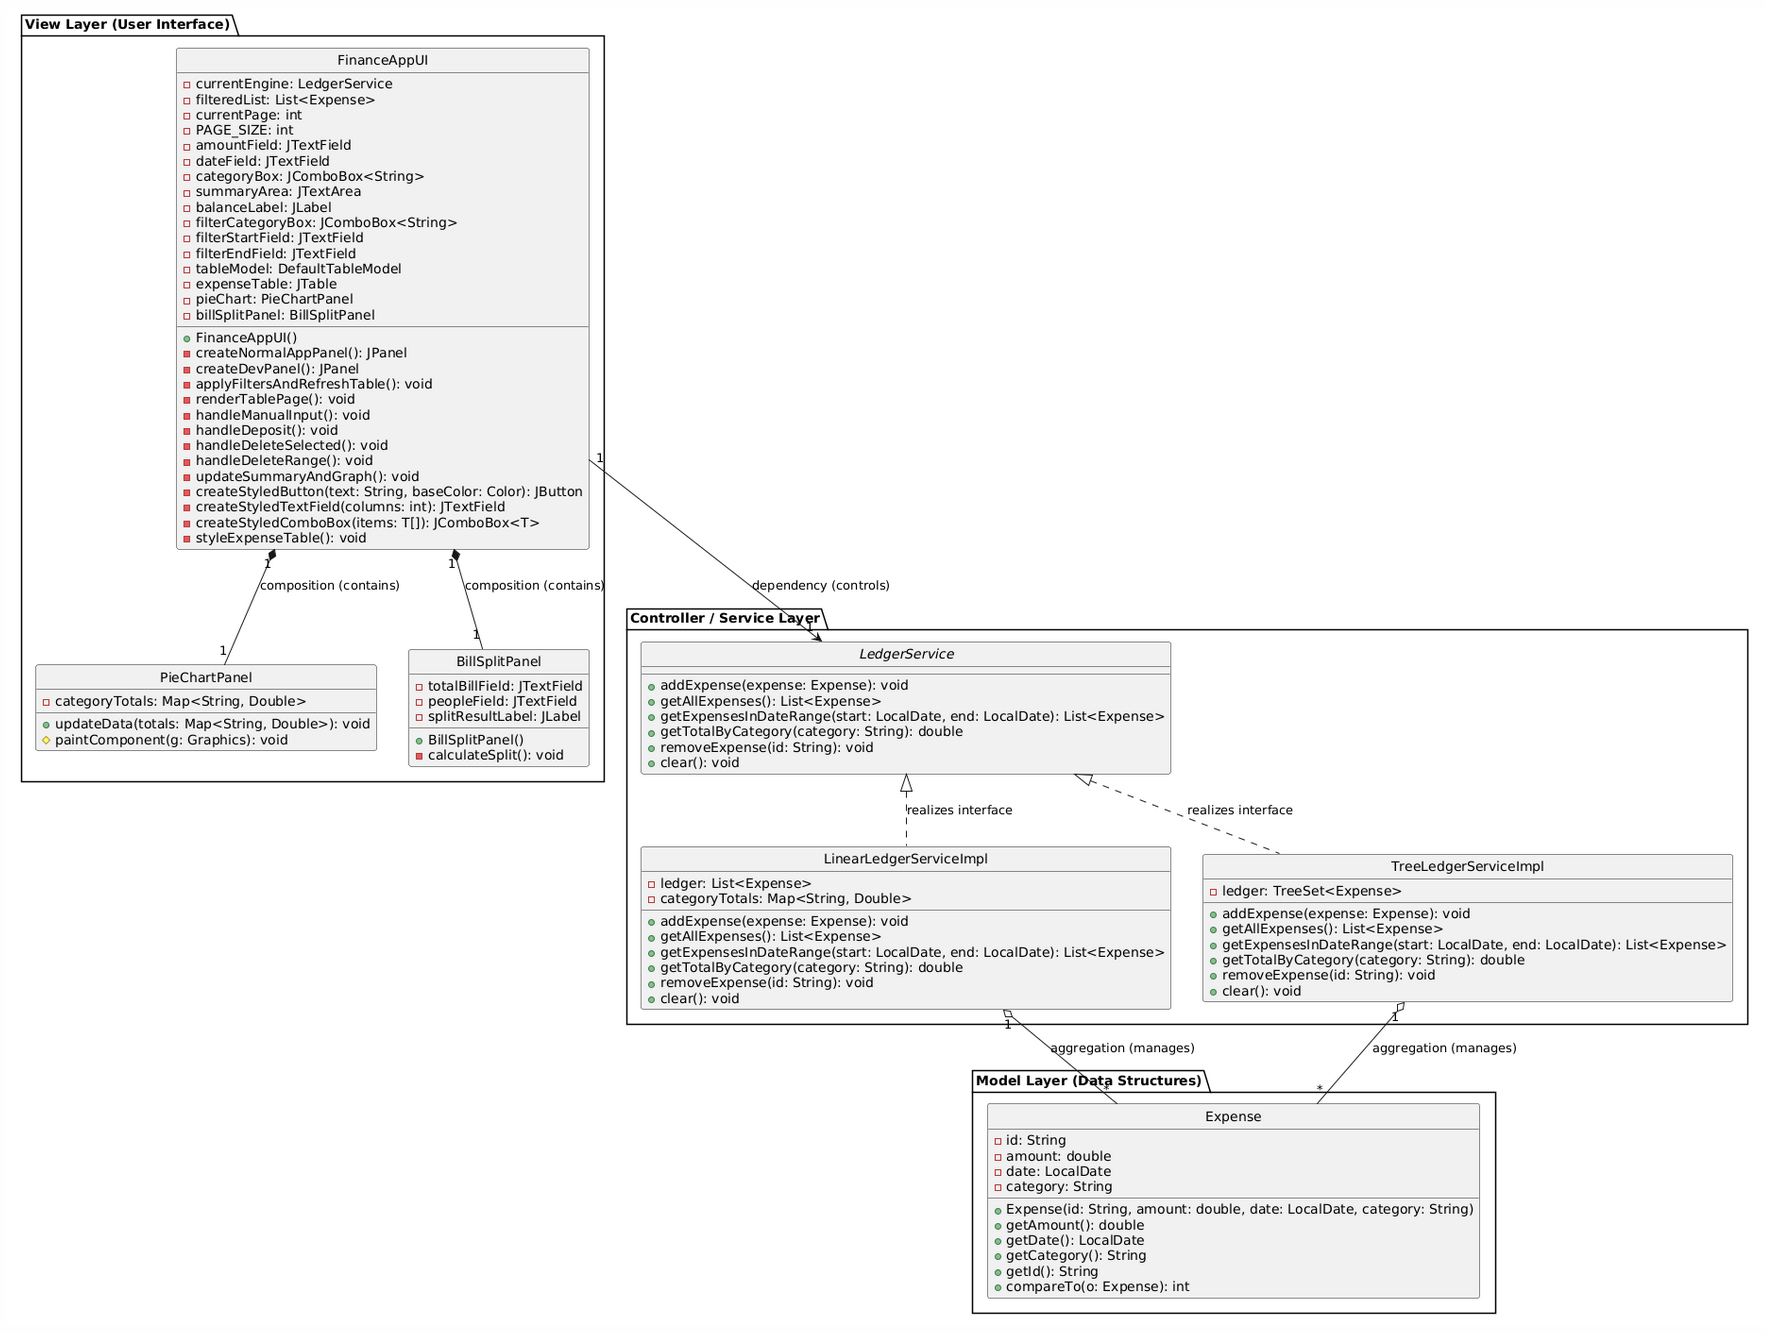 View Layer (User Interface)
FinanceAppUI
currentEngine: LedgerService
filteredList: List<Expense>
currentPage: int
PAGE_SIZE: int
amountField: JTextField
dateField: JTextField
categoryBox: JComboBox<String>
summaryArea: JTextArea
balanceLabel: JLabel
filterCategoryBox: JComboBox<String>
filterStartField: JTextField
filterEndField: JTextField
tableModel: DefaultTableModel
expenseTable: JTable
pieChart: PieChartPanel
billSplitPanel: BillSplitPanel
FinanceAppUI()
createNormalAppPanel(): JPanel
createDevPanel(): JPanel
applyFiltersAndRefreshTable(): void
renderTablePage(): void
handleManualInput(): void
handleDeposit(): void
handleDeleteSelected(): void
handleDeleteRange(): void
updateSummaryAndGraph(): void
createStyledButton(text: String, baseColor: Color): JButton
createStyledTextField(columns: int): JTextField
createStyledComboBox(items: T[]): JComboBox<T>
styleExpenseTable(): void
1
1
1
composition (contains)
composition (contains)
dependency (controls)
1
1
1
PieChartPanel
categoryTotals: Map<String, Double>
updateData(totals: Map<String, Double>): void
paintComponent(g: Graphics): void
BillSplitPanel
totalBillField: JTextField
peopleField: JTextField
splitResultLabel: JLabel
BillSplitPanel()
calculateSplit(): void
Controller / Service Layer
LedgerService
addExpense(expense: Expense): void
getAllExpenses(): List<Expense>
getExpensesInDateRange(start: LocalDate, end: LocalDate): List<Expense>
getTotalByCategory(category: String): double
removeExpense(id: String): void
clear(): void
realizes interface
realizes interface
LinearLedgerServiceImpl
ledger: List<Expense>
categoryTotals: Map<String, Double>
addExpense(expense: Expense): void
getAllExpenses(): List<Expense>
getExpensesInDateRange(start: LocalDate, end: LocalDate): List<Expense>
getTotalByCategory(category: String): double
removeExpense(id: String): void
clear(): void
TreeLedgerServiceImpl
ledger: TreeSet<Expense>
addExpense(expense: Expense): void
getAllExpenses(): List<Expense>
getExpensesInDateRange(start: LocalDate, end: LocalDate): List<Expense>
getTotalByCategory(category: String): double
removeExpense(id: String): void
clear(): void
1
1
aggregation (manages)
aggregation (manages)
*
*
Model Layer (Data Structures)
Expense
id: String
amount: double
date: LocalDate
category: String
Expense(id: String, amount: double, date: LocalDate, category: String)
getAmount(): double
getDate(): LocalDate
getCategory(): String
getId(): String
compareTo(o: Expense): int